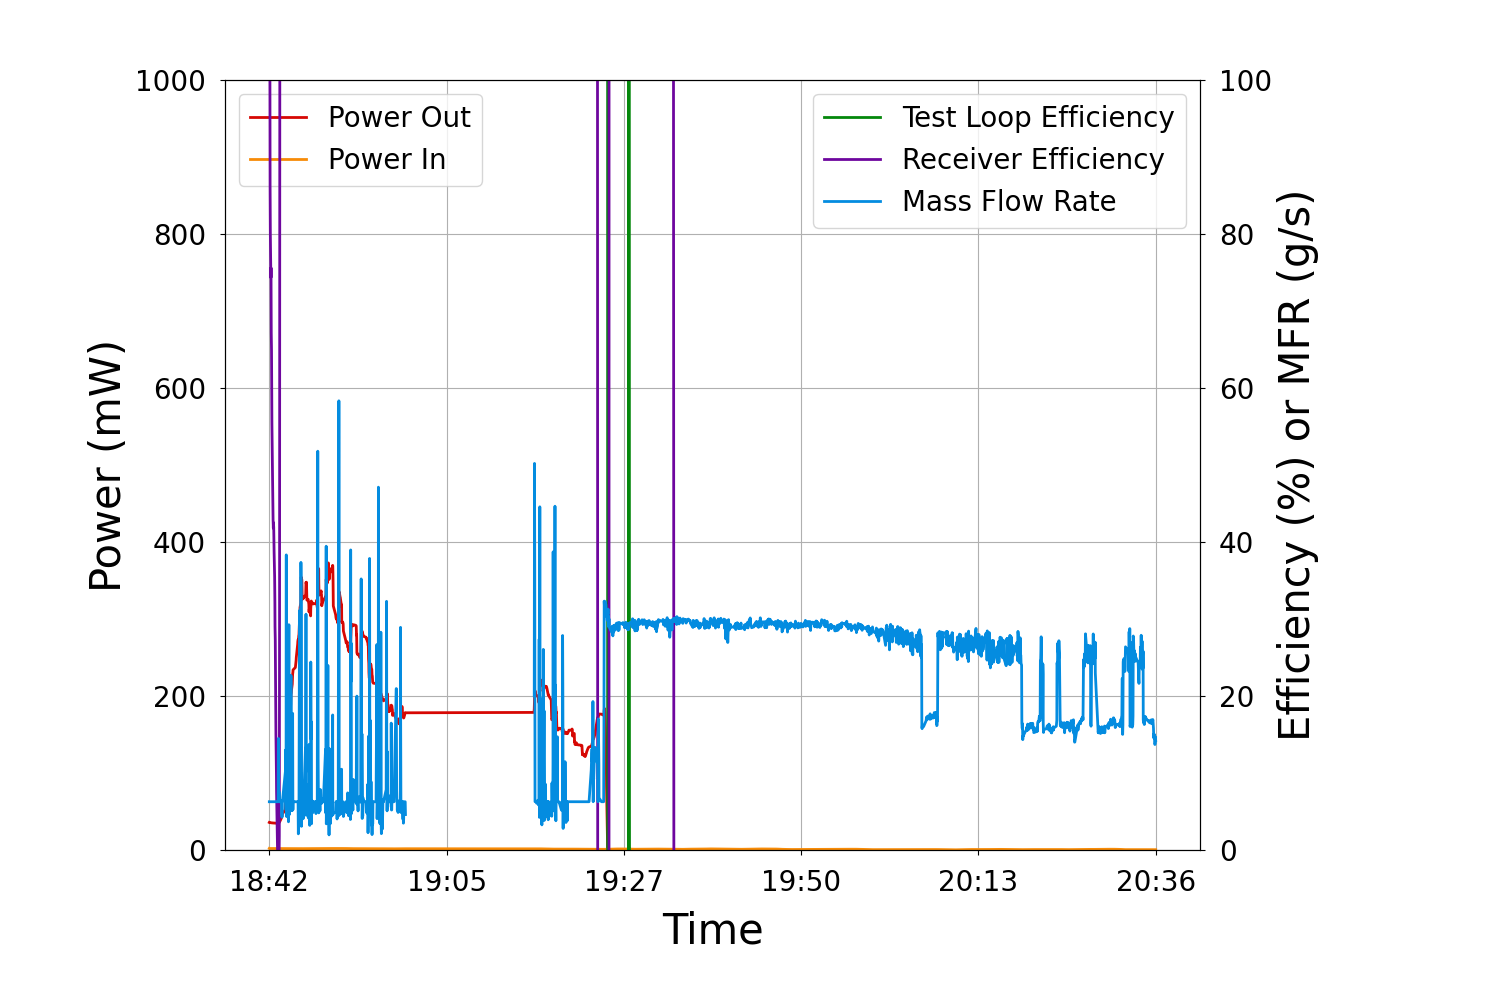 1000
800
600
400
200
0
Power (mW)
Power Out
Power In
Test Loop Efficiency
Receiver Efficiency
Mass Flow Rate
100
80
60
40
20
0
Efficiency (%) or MFR (g/s)
18:42 19:05 19:27 19:50 20:13 20:36
Time